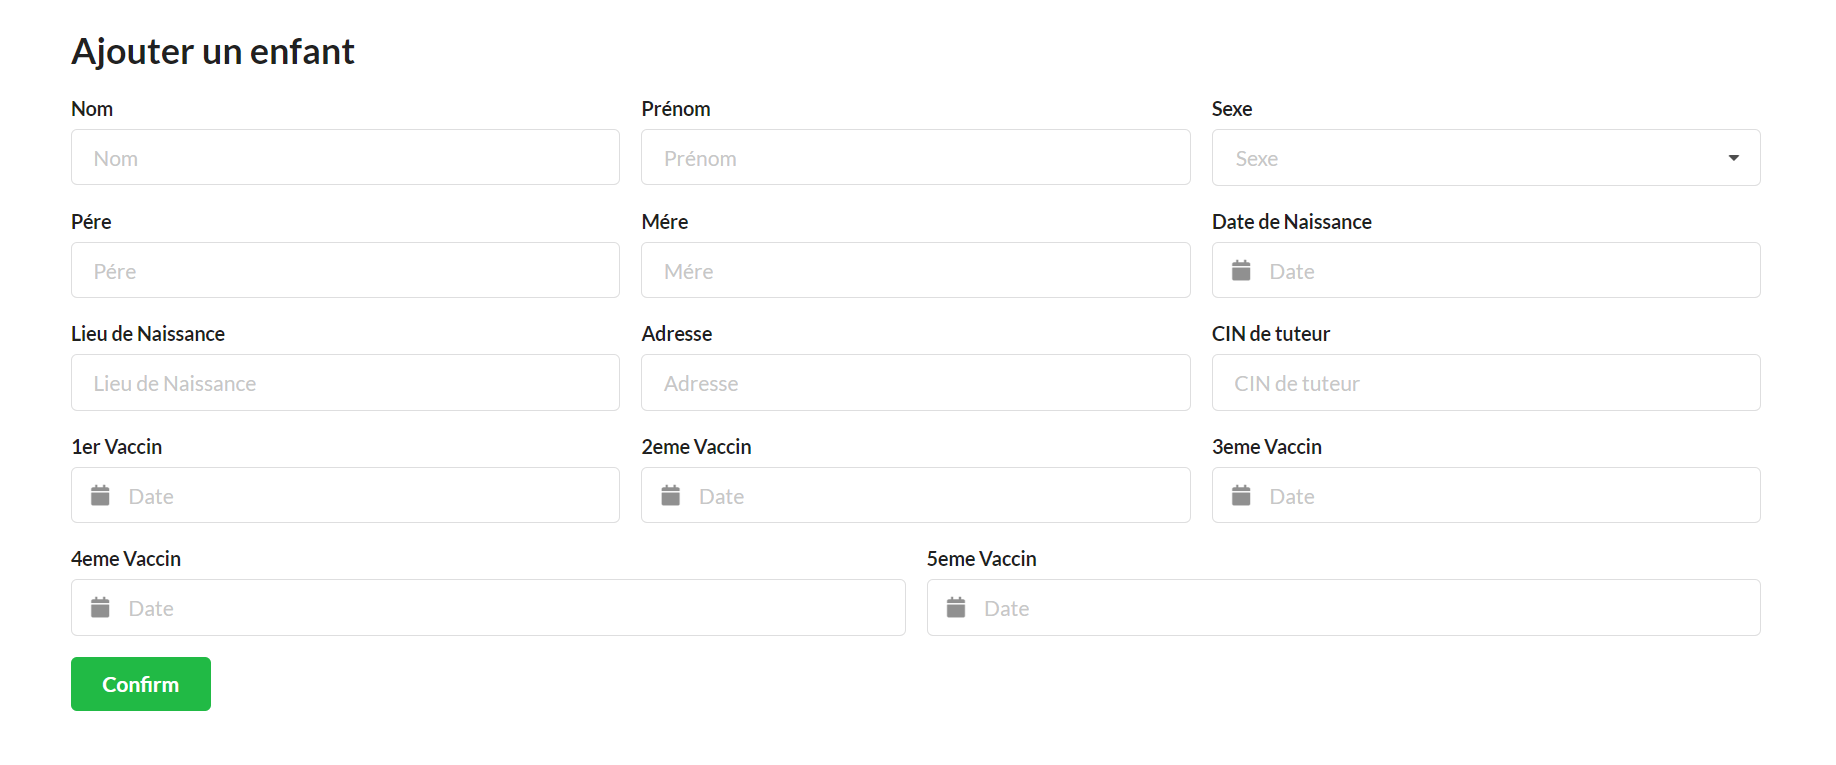 Ajouter un enfant
Nom Prénom Sexe
Nom Prénom Sexe
Pére Mére Date de Naissance
Pére Mére Date
Lieu de Naissance Adresse CIN de tuteur
Lieu de Naissance Adresse CIN de tuteur
1er Vaccin 2eme Vaccin 3eme Vaccin
Date Date Date
4eme Vaccin 5eme Vaccin
Date Date
Confirm